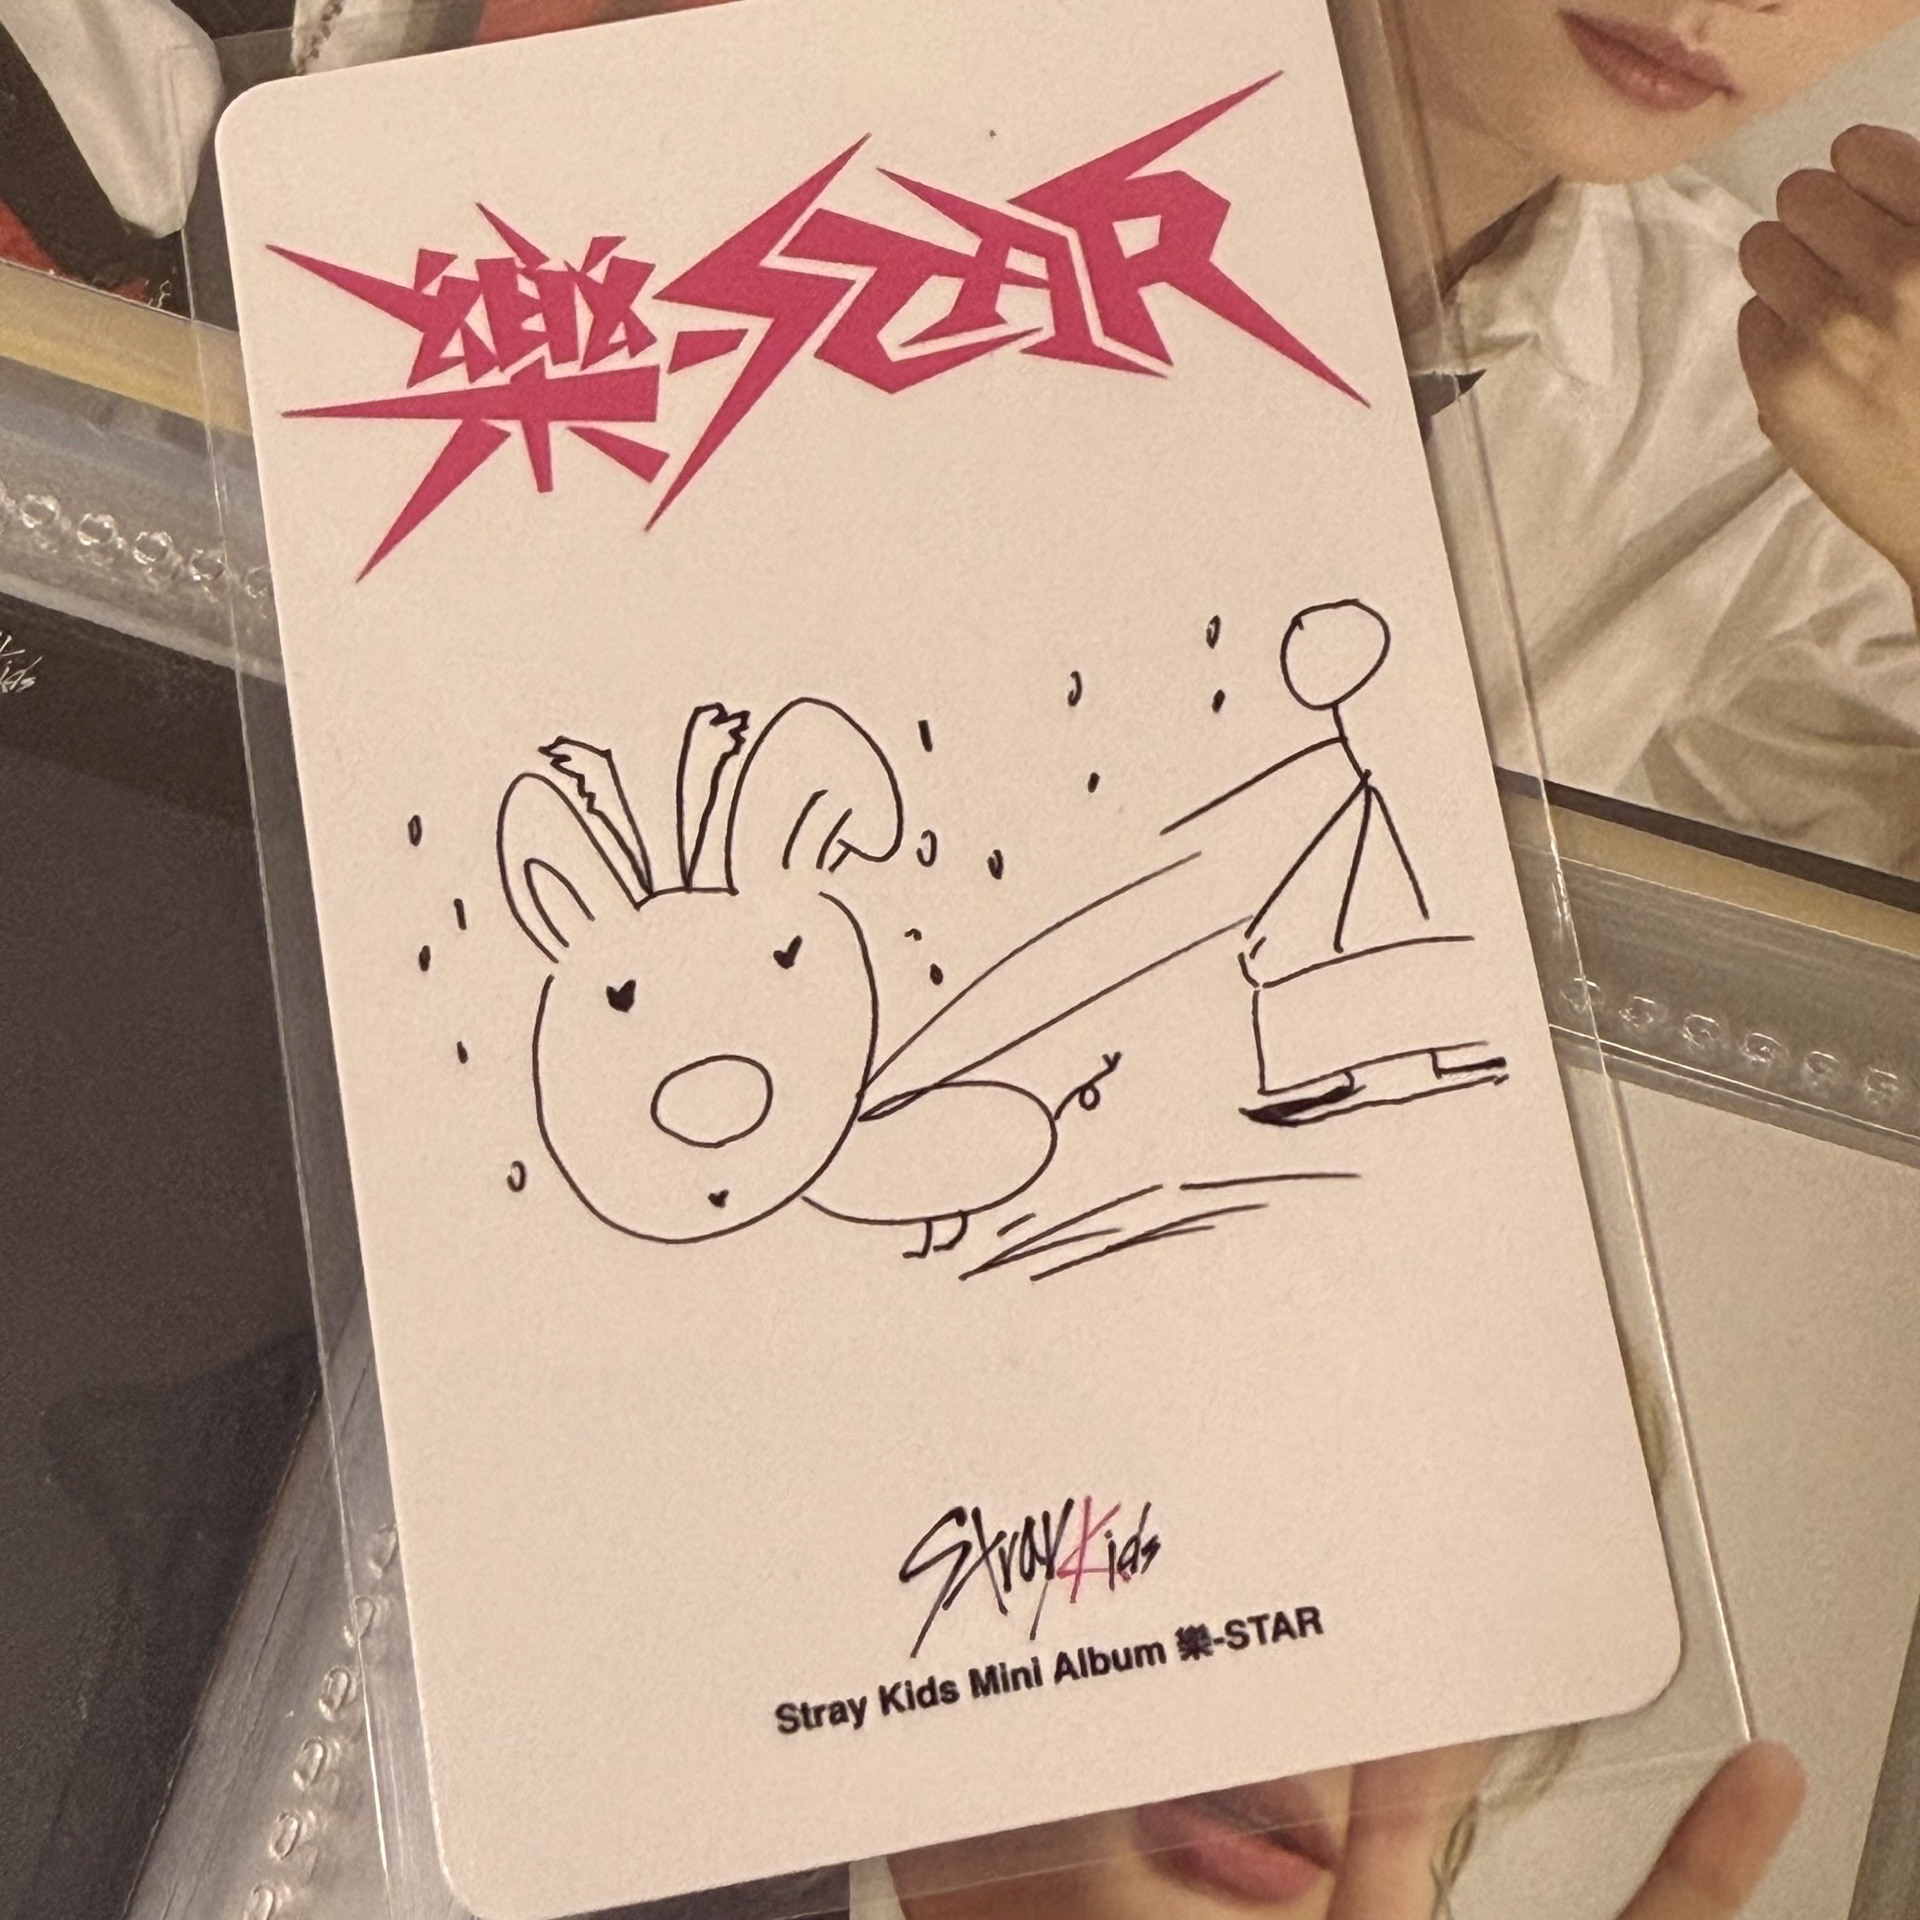 樂-STAR
Stray Kids
Stray Kids Mini Album 樂-STAR